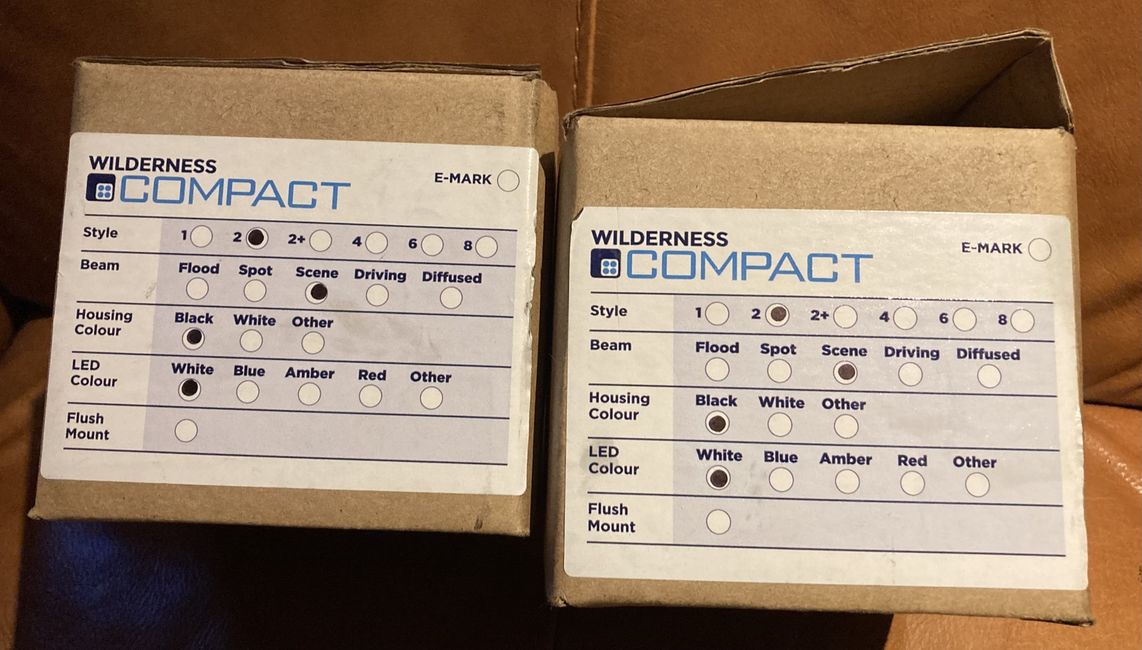 WILDERNESS
COMPACT
E-MARK
Style 1 2 2+ 4 6 8
Beam Flood Spot Scene Driving Diffused
Housing
Colour Black White Other
LED
Colour White Blue Amber Red Other
Flush
Mount
WILDERNESS
COMPACT
E-MARK
Style 1 2 2+ 4 6 8
Beam Flood Spot Scene Driving Diffused
Housing
Colour Black White Other
LED
Colour White Blue Amber Red Other
Flush
Mount